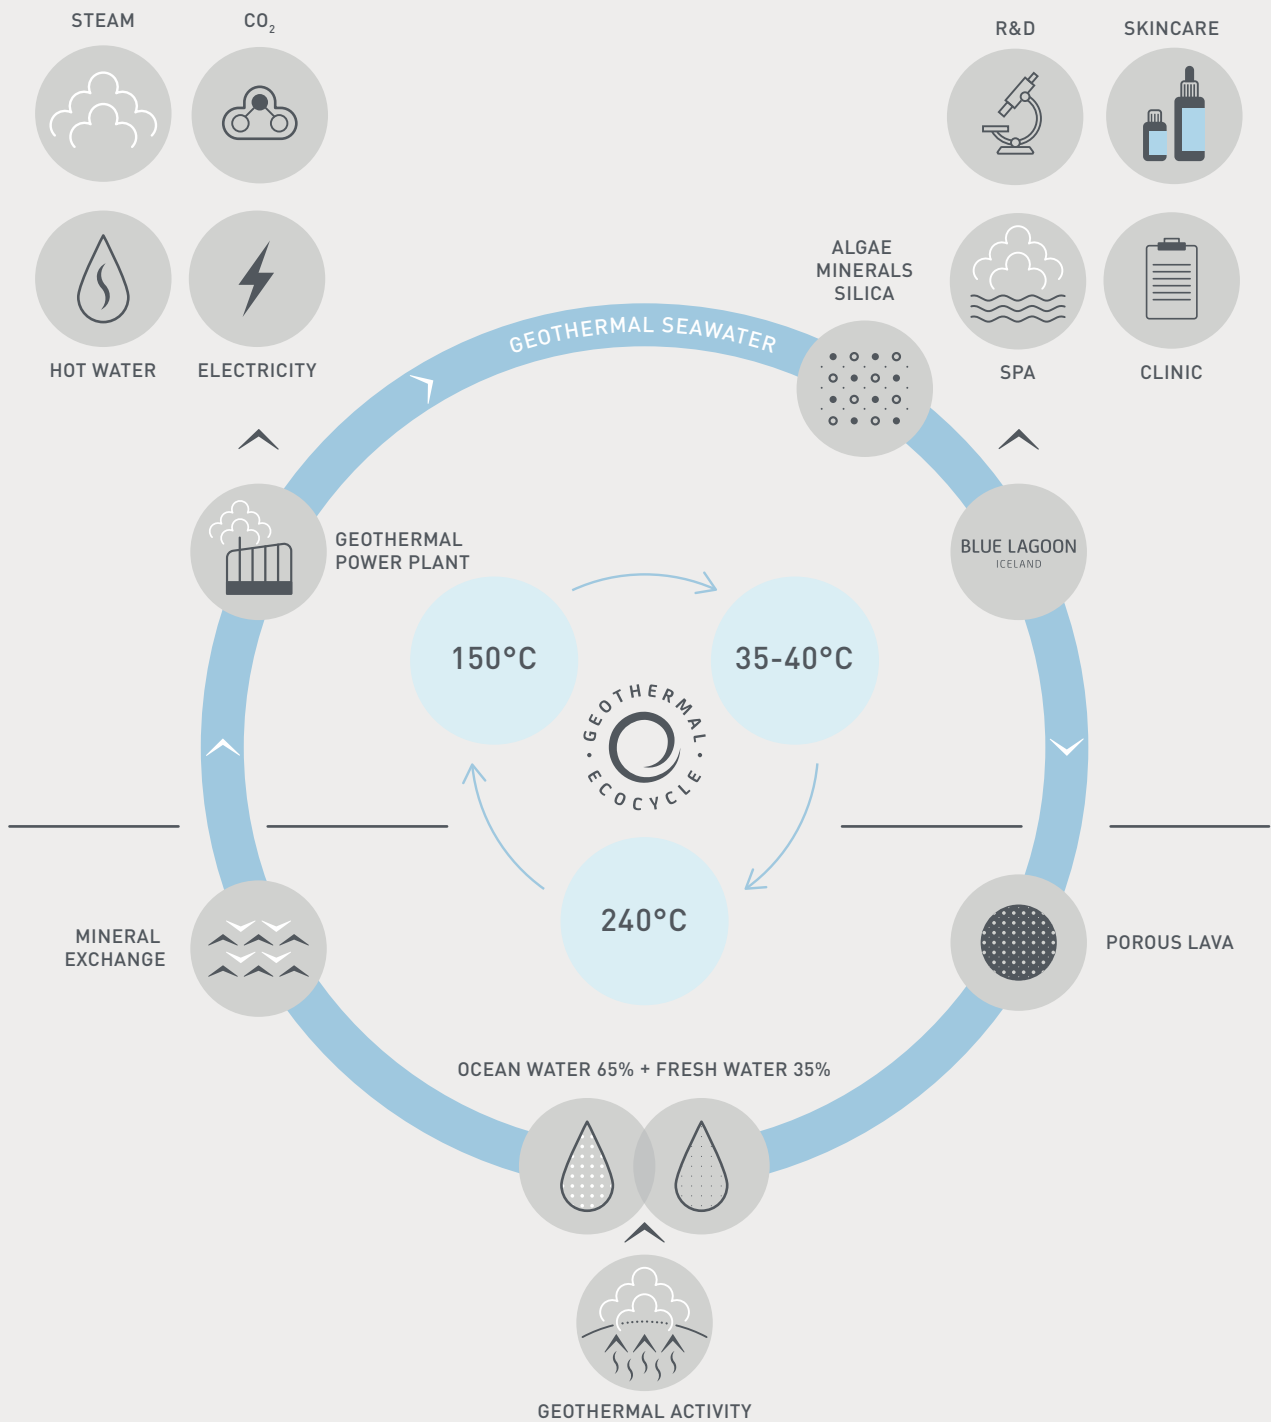 STEAM
CO₂
R&D
SKINCARE
HOT WATER
ELECTRICITY
ALGAE
MINERALS
SILICA
SPA
CLINIC
GEOTHERMAL SEAWATER
GEOTHERMAL
POWER PLANT
BLUE LAGOON
ICELAND
150°C
35-40°C
· GEOTHERMAL ·
ECOCYCLE
240°C
MINERAL
EXCHANGE
POROUS LAVA
OCEAN WATER 65% + FRESH WATER 35%
GEOTHERMAL ACTIVITY